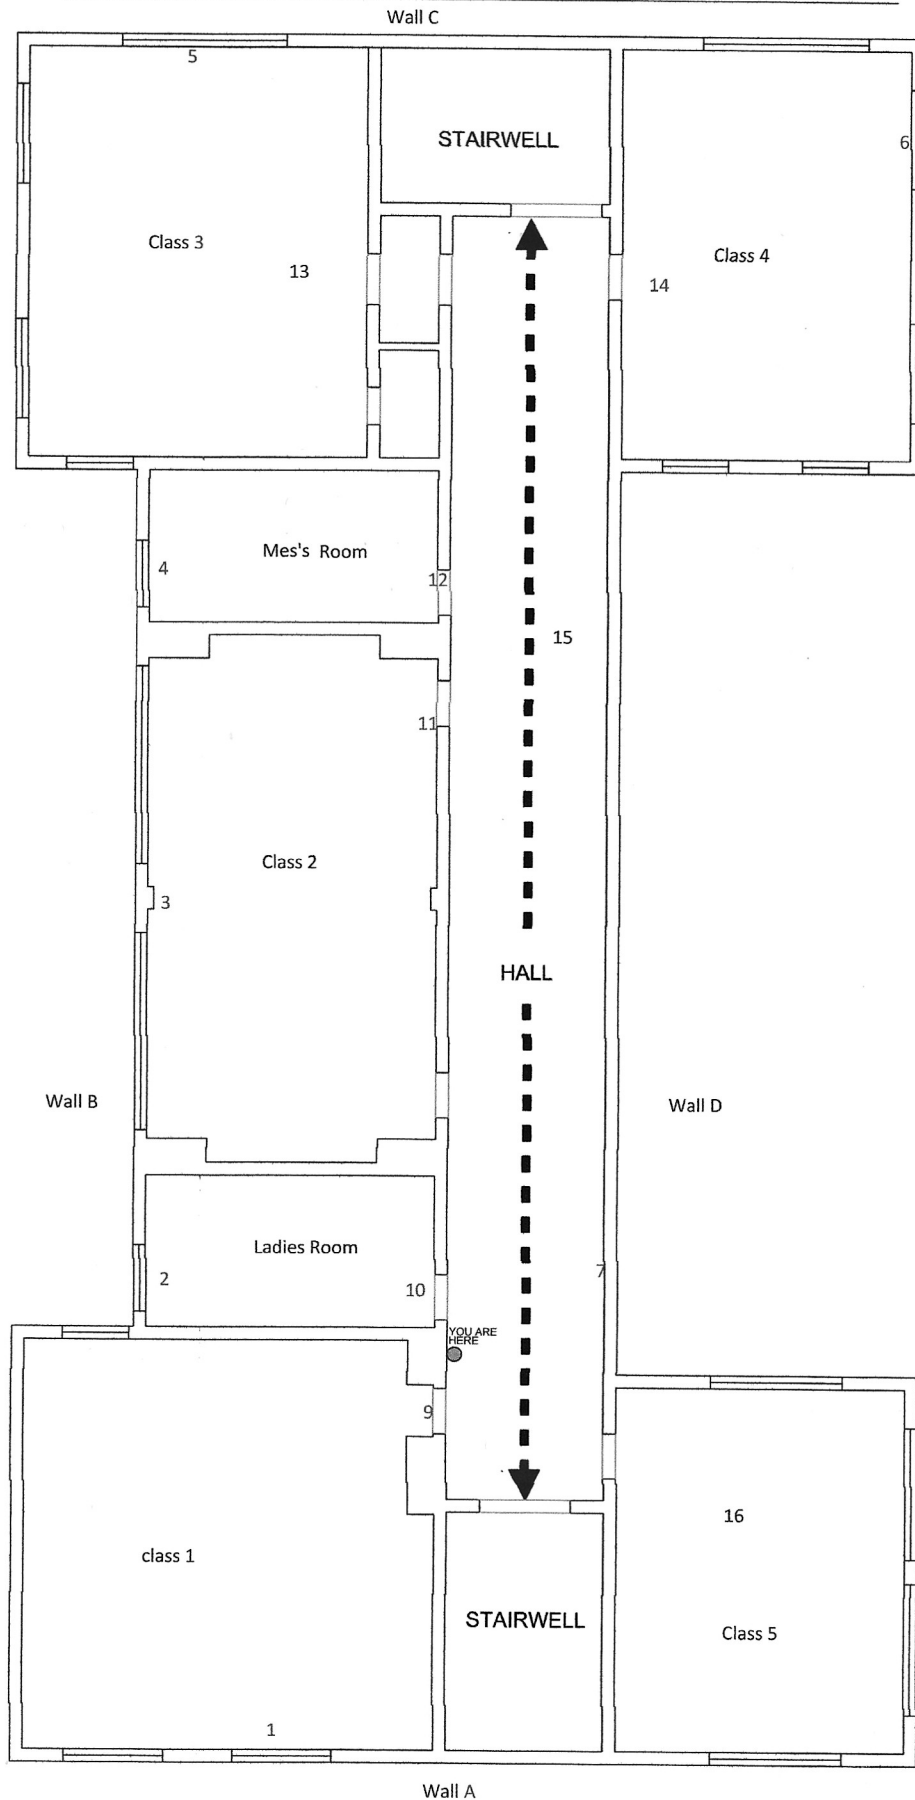 Wall C
5
STAIRWELL
6
Class 3
Class 4
13
14
Mes's Room
4
12
15
11
Class 2
3
HALL
Wall B
Wall D
Ladies Room
2
10
7
YOU ARE
HERE
9
16
class 1
STAIRWELL
Class 5
1
Wall A